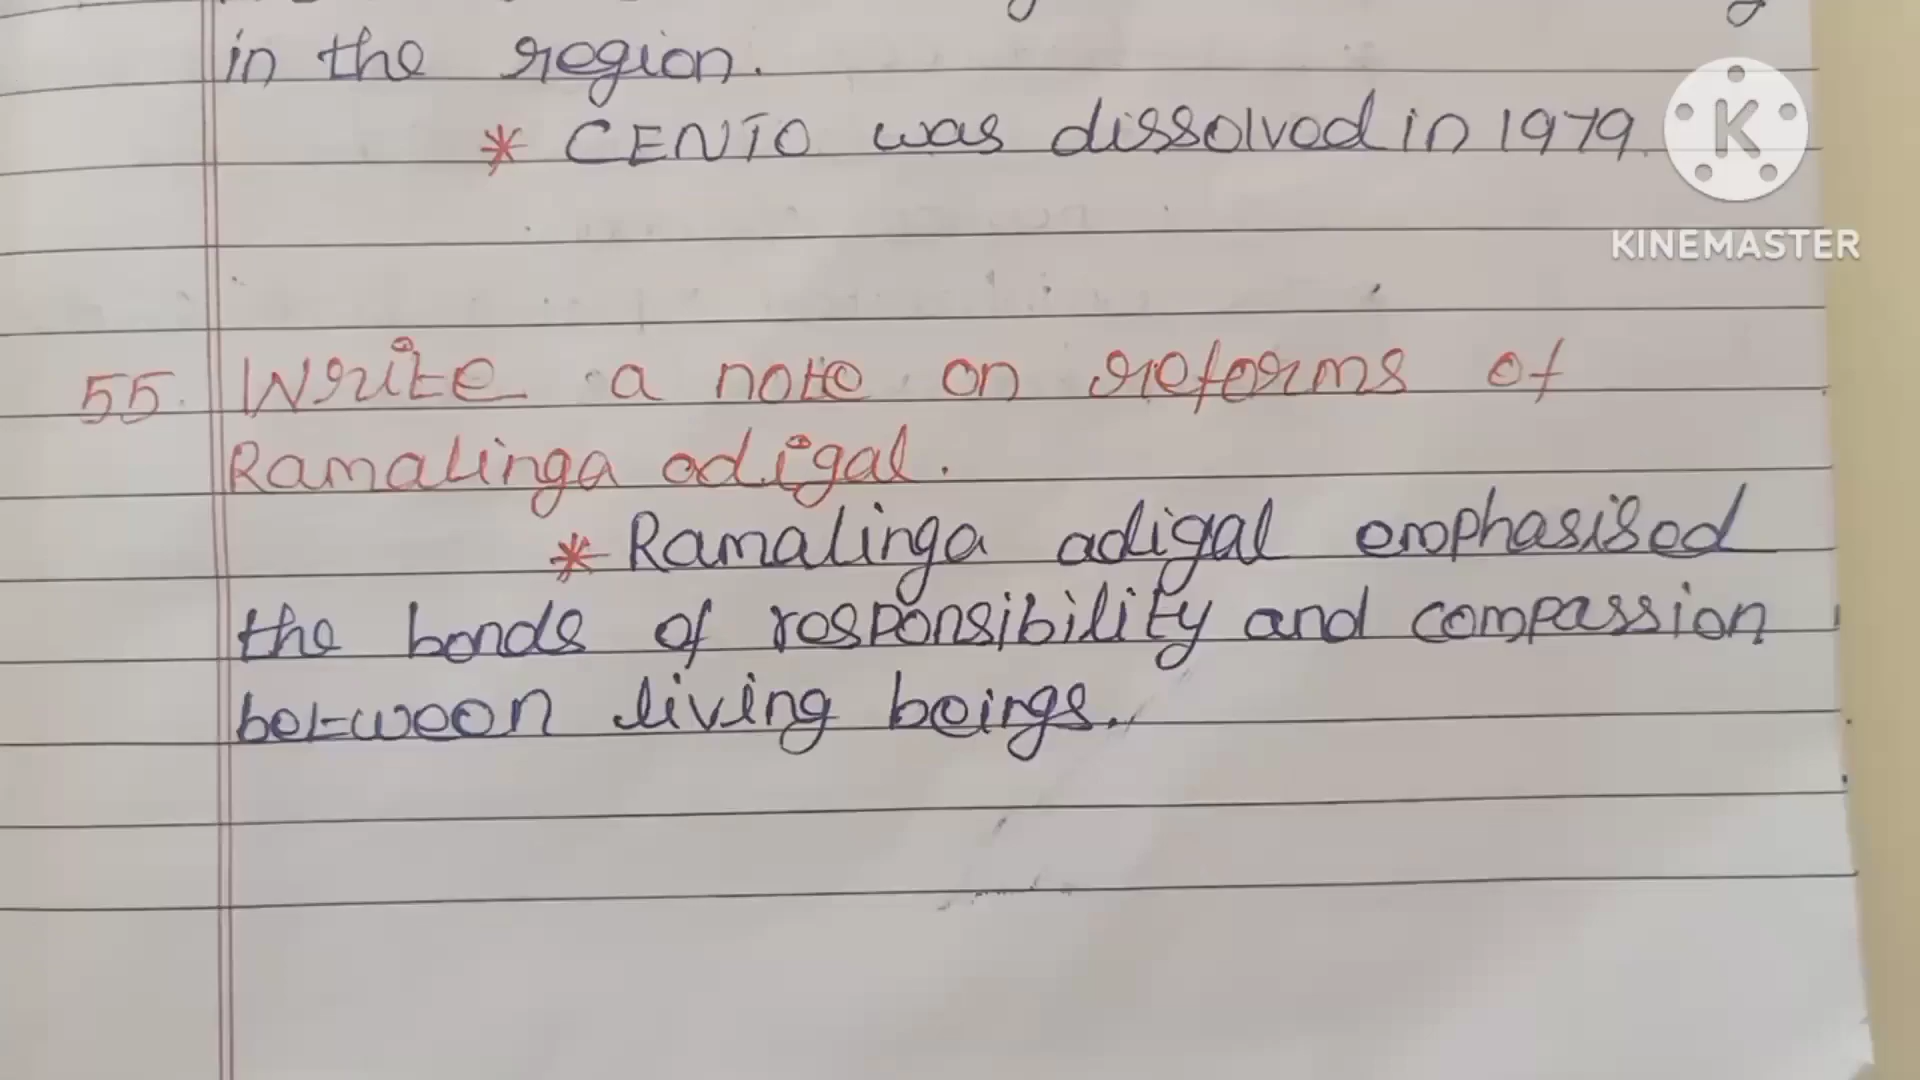 in the region.
* CENTO was dissolved in 1979
KINEMASTER
55. Write a note on reforms of
Ramalinga adigal.
* Ramalinga adigal emphasised
the bonds of responsibility and compassion
between living beings.